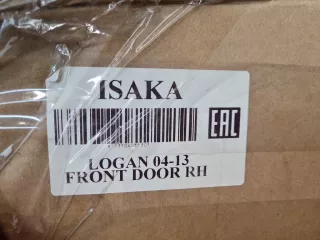 ISAKA
EAC
LOGAN 04-13
FRONT DOOR RH